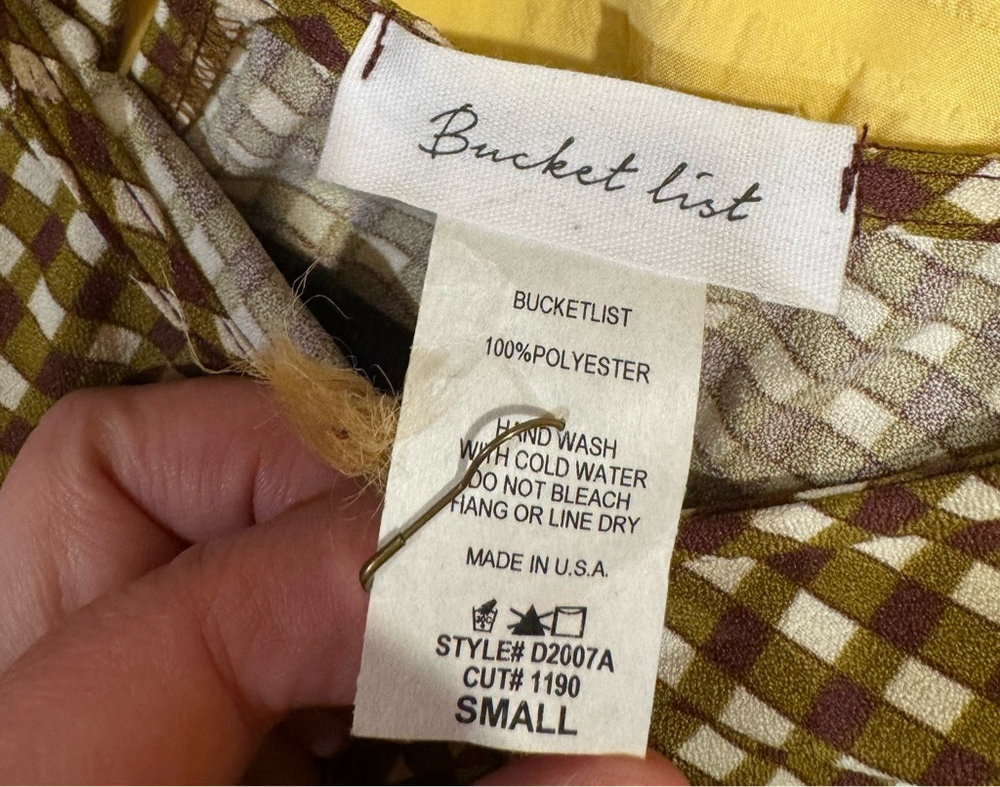 Bucket list
BUCKETLIST
100%POLYESTER
HAND WASH
WITH COLD WATER
DO NOT BLEACH
HANG OR LINE DRY
MADE IN U.S.A.
30C
STYLE# D2007A
CUT# 1190
SMALL